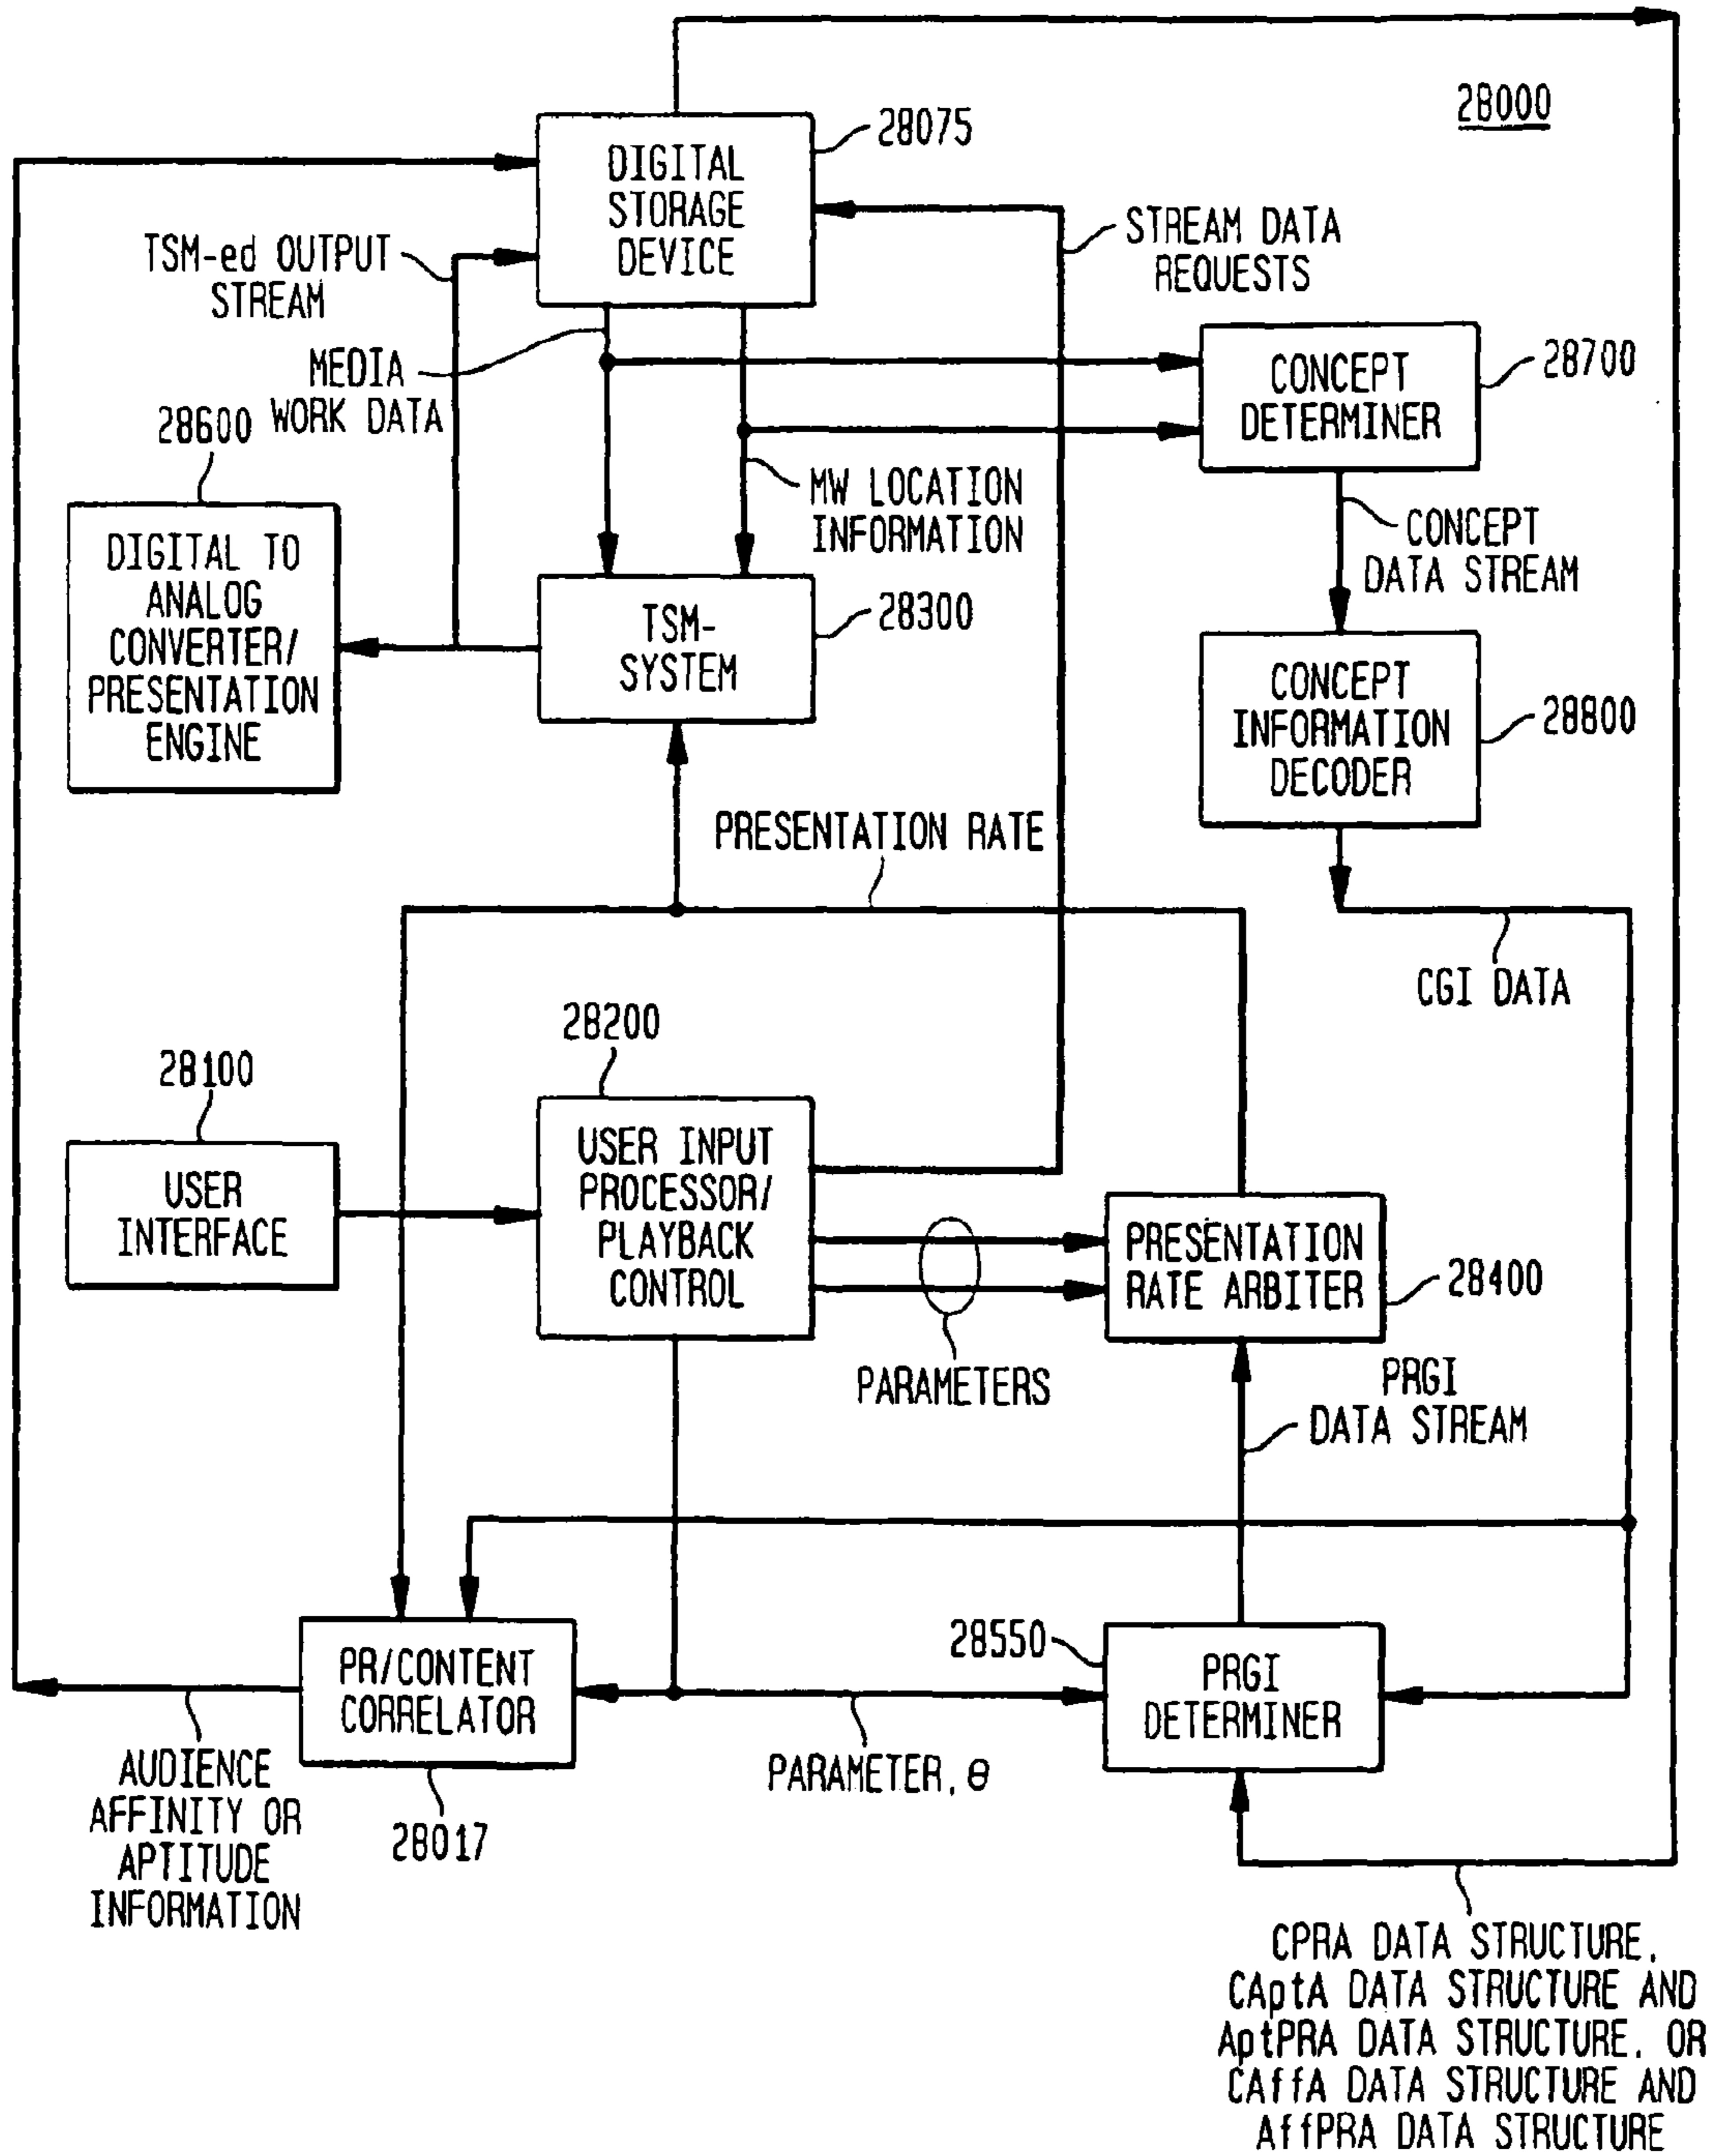 28000
28075
DIGITAL
STORAGE
DEVICE
TSM-ed OUTPUT
STREAM
STREAM DATA
REQUESTS
MEDIA
WORK DATA
28700
CONCEPT
DETERMINER
28600
MW LOCATION
INFORMATION
CONCEPT
DATA STREAM
DIGITAL TO
ANALOG
CONVERTER/
PRESENTATION
ENGINE
28300
TSM-
SYSTEM
CONCEPT
INFORMATION
DECODER
28800
PRESENTATION RATE
CGI DATA
28200
28100
USER
INTERFACE
USER INPUT
PROCESSOR/
PLAYBACK
CONTROL
PRESENTATION
RATE ARBITER
28400
PARAMETERS
PRGI
DATA STREAM
28550
PR/CONTENT
CORRELATOR
PRGI
DETERMINER
PARAMETER, θ
28017
AUDIENCE
AFFINITY OR
APTITUDE
INFORMATION
CPRA DATA STRUCTURE,
CAptA DATA STRUCTURE AND
AptPRA DATA STRUCTURE, OR
CAffA DATA STRUCTURE AND
AffPRA DATA STRUCTURE